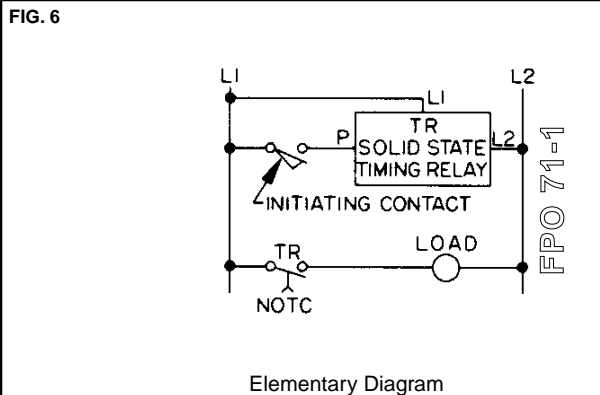 FIG. 6
L1 L2
L1
TR
P SOLID STATE L2
TIMING RELAY
INITIATING CONTACT
TR LOAD
NOTC
FPO 71-1
Elementary Diagram